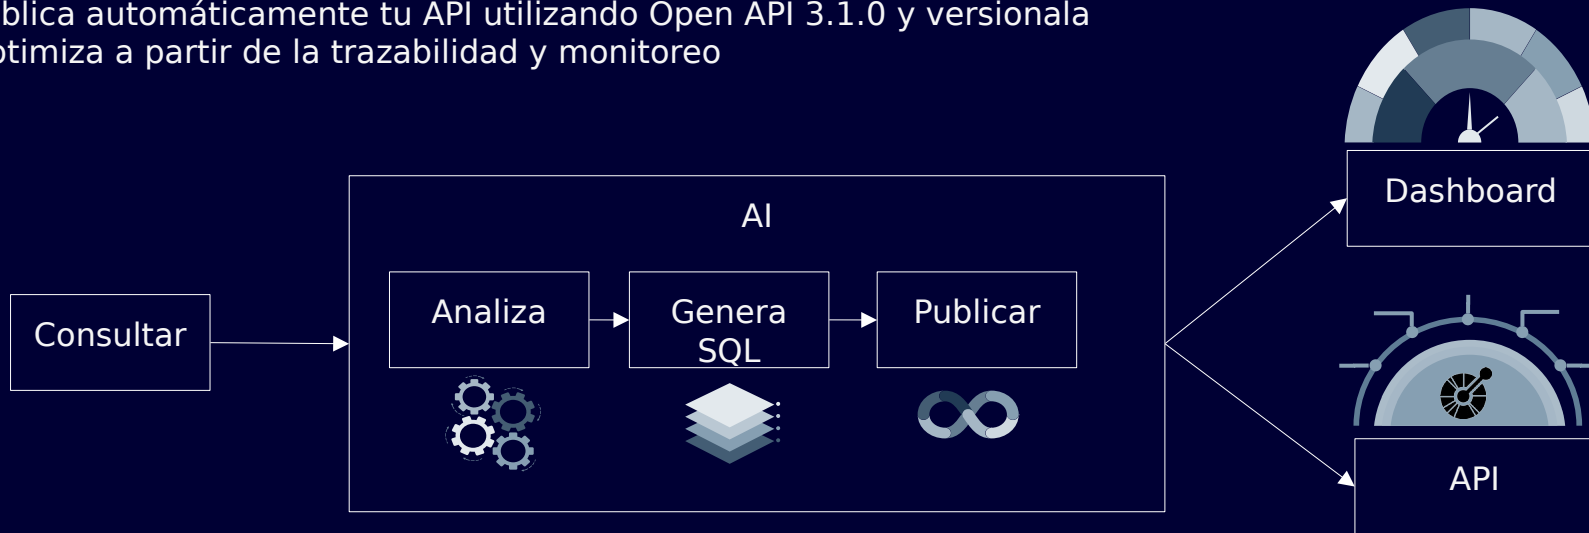 blica automáticamente tu API utilizando Open API 3.1.0 y versionala
ptimiza a partir de la trazabilidad y monitoreo
Dashboard
AI
Analiza
Genera
SQL
Publicar
Consultar
API